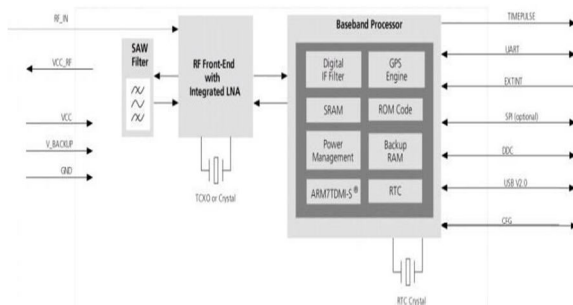 RF_IN
VCC_RF
VCC
V_BACKUP
GND
SAW
Filter
RF Front-End
with
Integrated LNA
TCXO or Crystal
Baseband Processor
Digital
IF Filter
GPS
Engine
SRAM
ROM Code
Power
Management
Backup
RAM
ARM7TDMI-S®
RTC
RTC Crystal
TIMEPULSE
UART
EXTINT
SPI (optional)
DDC
USB V2.0
CFG